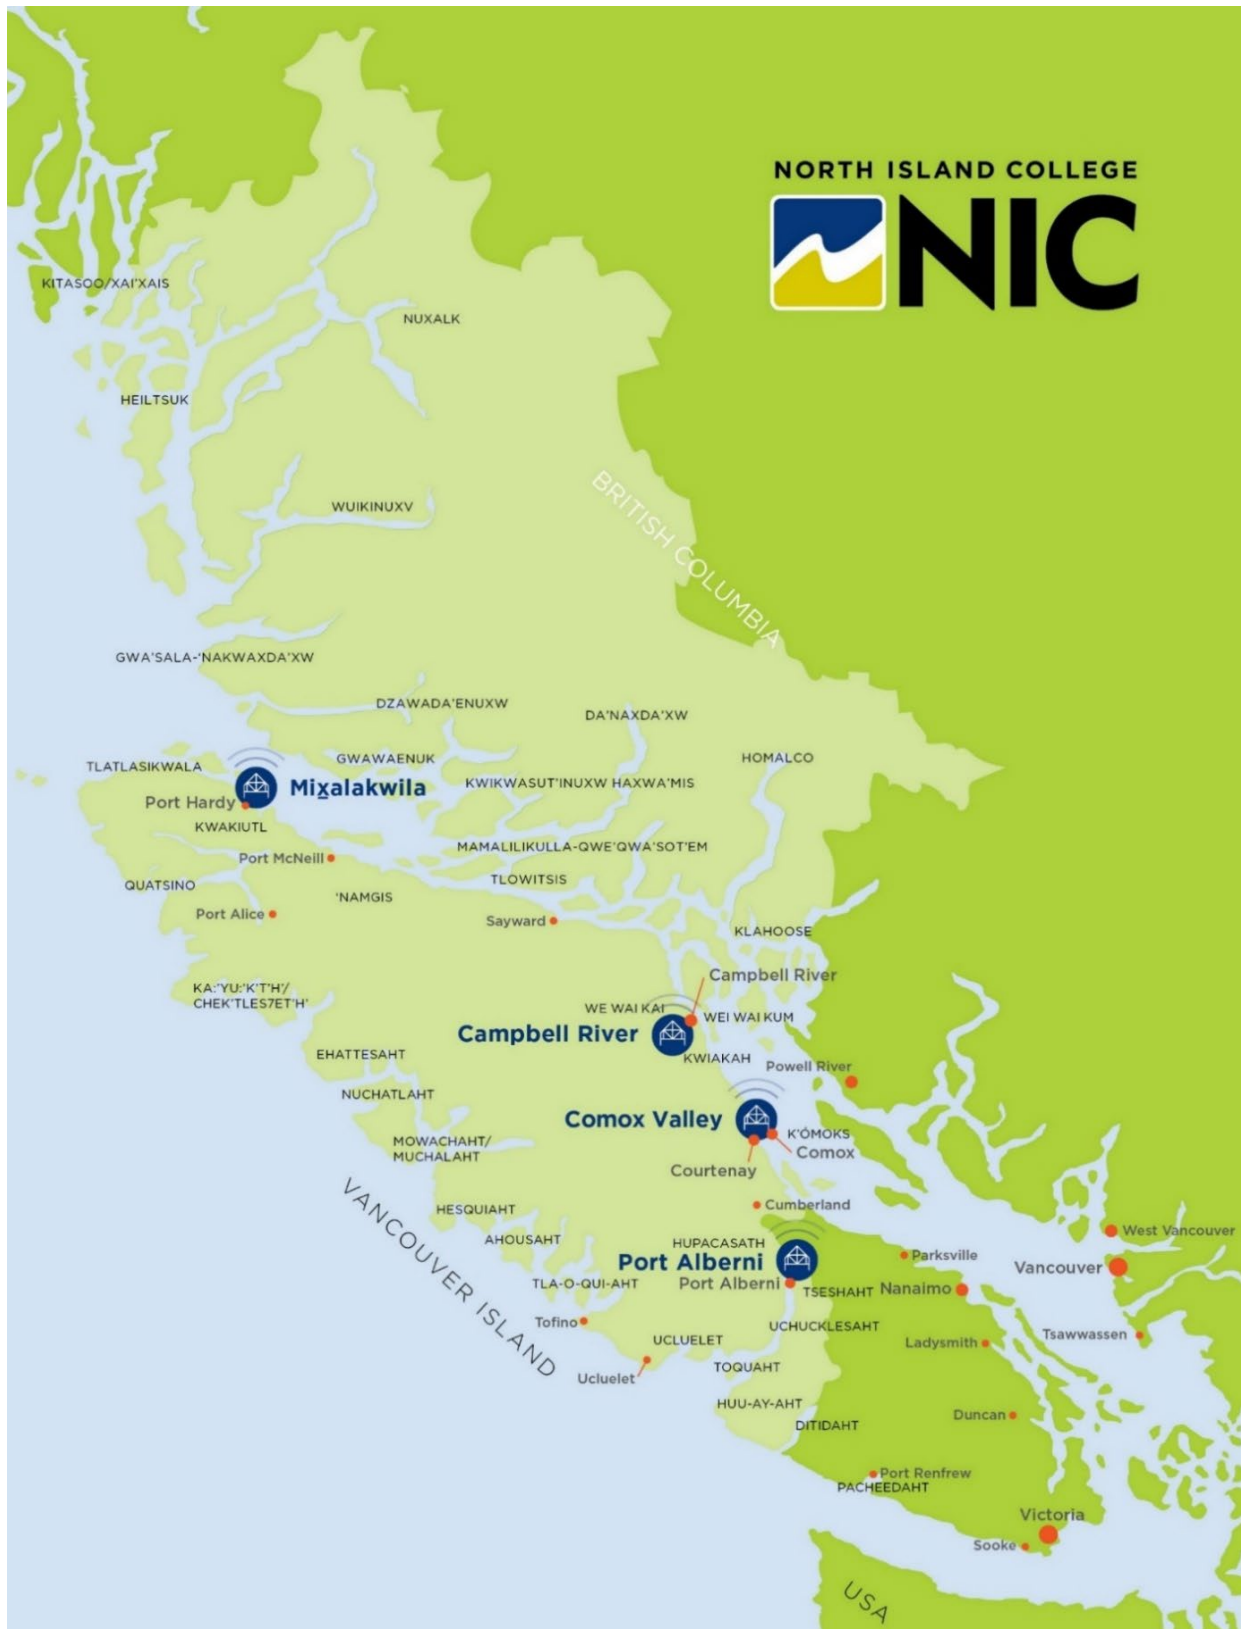 NORTH ISLAND COLLEGE
NIC
KITASOO/XAI'XAIS
NUXALK
HEILTSUK
BRITISH COLUMBIA
WUIKINUXV
GWA'SALA-'NAKWAXDA'XW
DZAWADA'ENUXW
DA'NAXDA'XW
TLATLASIKWALA
GWAWAENUK
HOMALCO
Mix̱alakwila
KWIKWASUT'INUXW HAXWA'MIS
Port Hardy
KWAKIUTL
MAMALILIKULLA-QWE'QWA'SOT'EM
Port McNeill
TLOWITSIS
QUATSINO
'NAMGIS
Port Alice
Sayward
KLAHOOSE
Campbell River
KA:'YU:'K'T'H'/
CHEK'TLES7ET'H'
WE WAI KAI
WEI WAI KUM
Campbell River
EHATTESAHT
KWIAKAH
Powell River
NUCHATLAHT
Comox Valley
K'ÓMOKS
MOWACHAHT/
MUCHALAHT
Comox
Courtenay
VANCOUVER ISLAND
HESQUIAHT
Cumberland
West Vancouver
AHOUSAHT
HUPACASATH
Port Alberni
Parksville
Vancouver
TLA-O-QUI-AHT
Port Alberni
TSESHAHT
Nanaimo
Tofino
UCHUCKLESAHT
UCLUELET
Ladysmith
Tsawwassen
Ucluelet
TOQUAHT
HUU-AY-AHT
Duncan
DITIDAHT
Port Renfrew
PACHEEDAHT
Victoria
Sooke
USA